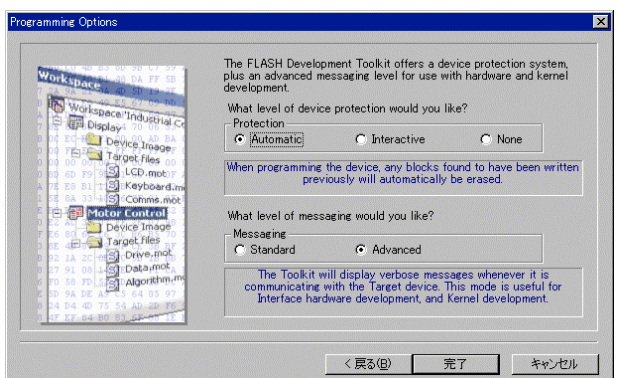 Programming Options
The FLASH Development Toolkit offers a device protection system,
plus an advanced messaging level for use with hardware and kernel
development.
What level of device protection would you like?
Protection
Automatic Interactive None
When programming the device, any blocks found to have been written
previously will automatically be erased.
What level of messaging would you like?
Messaging
Standard Advanced
The Toolkit will display verbose messages whenever it is
communicating with the Target device. This mode is useful for
Interface hardware development, and Kernel development.
< 戻る(B) 完了 キャンセル
Workspace
Workspace 'Industrial Co
Display
Device Image
Target files
LCD.mot
Keyboard.m
Comms.mot
Motor Control
Device Image
Target files
Drive.mot
Data.mot
Algorithm.mo